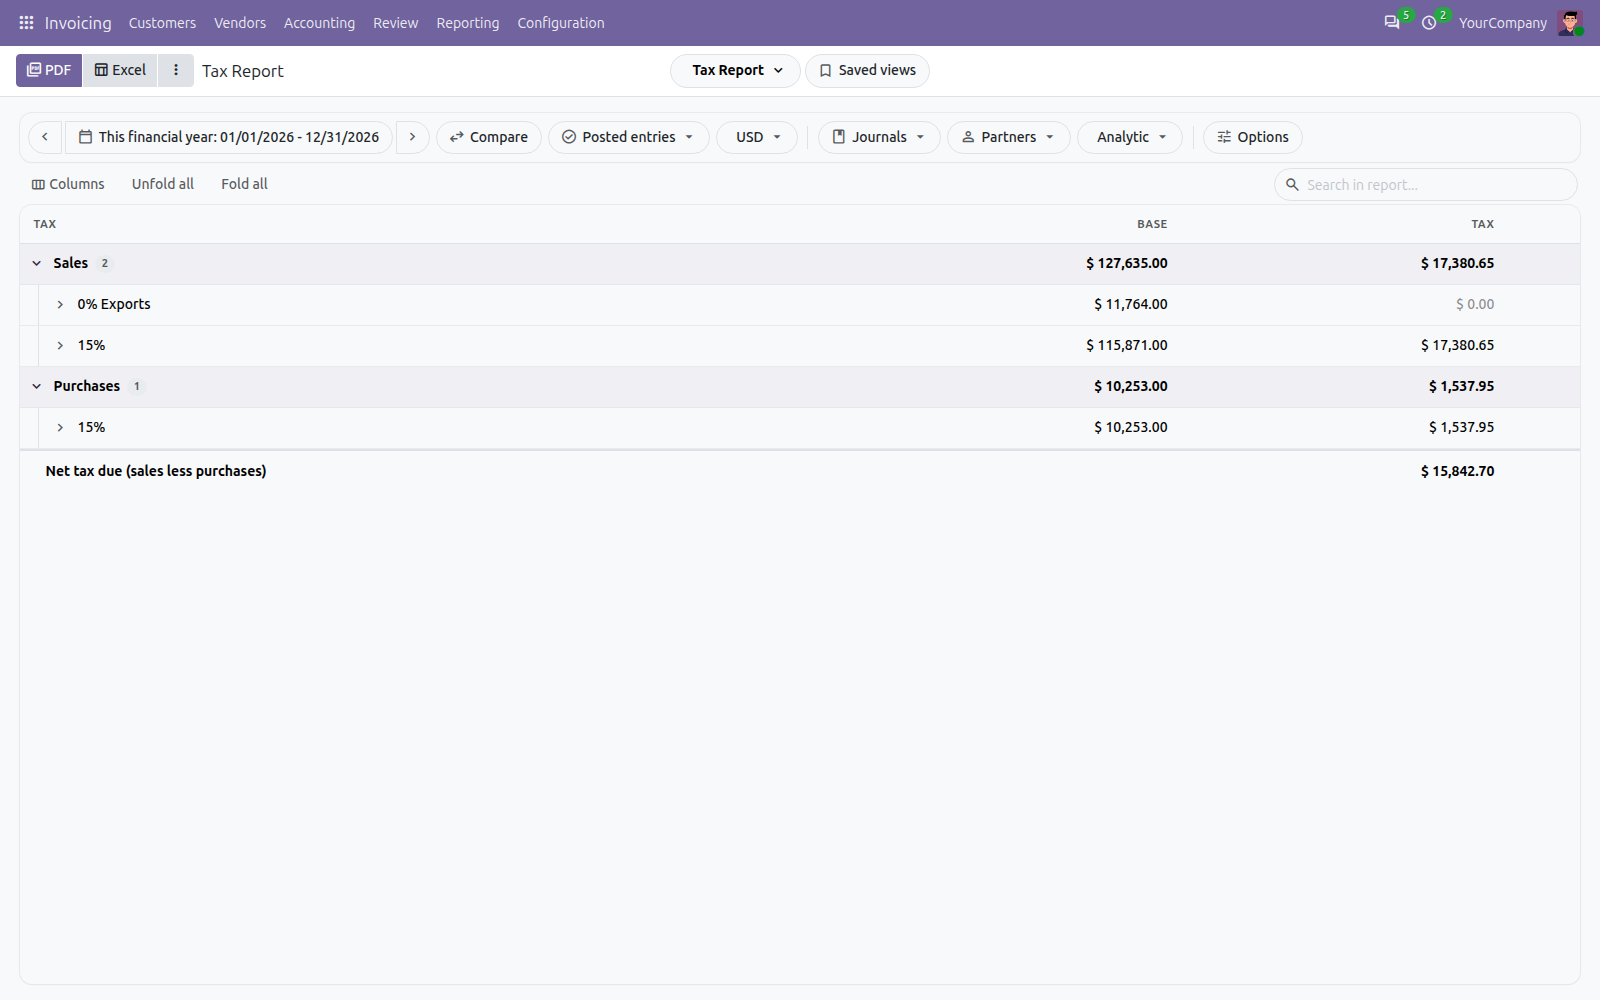 Invoicing Customers Vendors Accounting Review Reporting Configuration 5 2 YourCompany
PDF Excel Tax Report Tax Report Saved views
This financial year: 01/01/2026 - 12/31/2026 Compare Posted entries USD Journals Partners Analytic Options
Columns Unfold all Fold all Search in report...
TAX BASE TAX
Sales 2 $ 127,635.00 $ 17,380.65
0% Exports $ 11,764.00 $ 0.00
15% $ 115,871.00 $ 17,380.65
Purchases 1 $ 10,253.00 $ 1,537.95
15% $ 10,253.00 $ 1,537.95
Net tax due (sales less purchases) $ 15,842.70